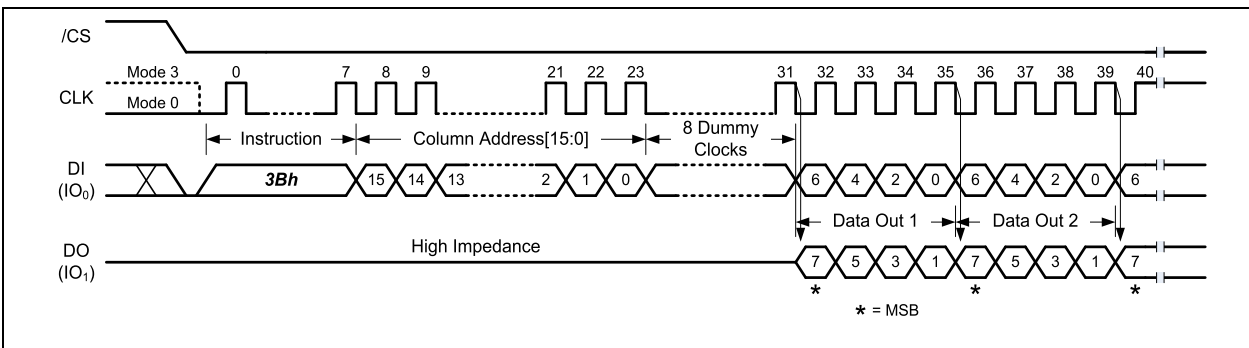 /CS
Mode 3 0 7 8 9 21 22 23 31 32 33 34 35 36 37 38 39 40
CLK
Mode 0
Instruction Column Address[15:0] 8 Dummy
Clocks
DI
(IO0) 3Bh 15 14 13 2 1 0 6 4 2 0 6 4 2 0 6
Data Out 1 Data Out 2
High Impedance
DO
(IO1) 7 5 3 1 7 5 3 1 7
* * *
* = MSB